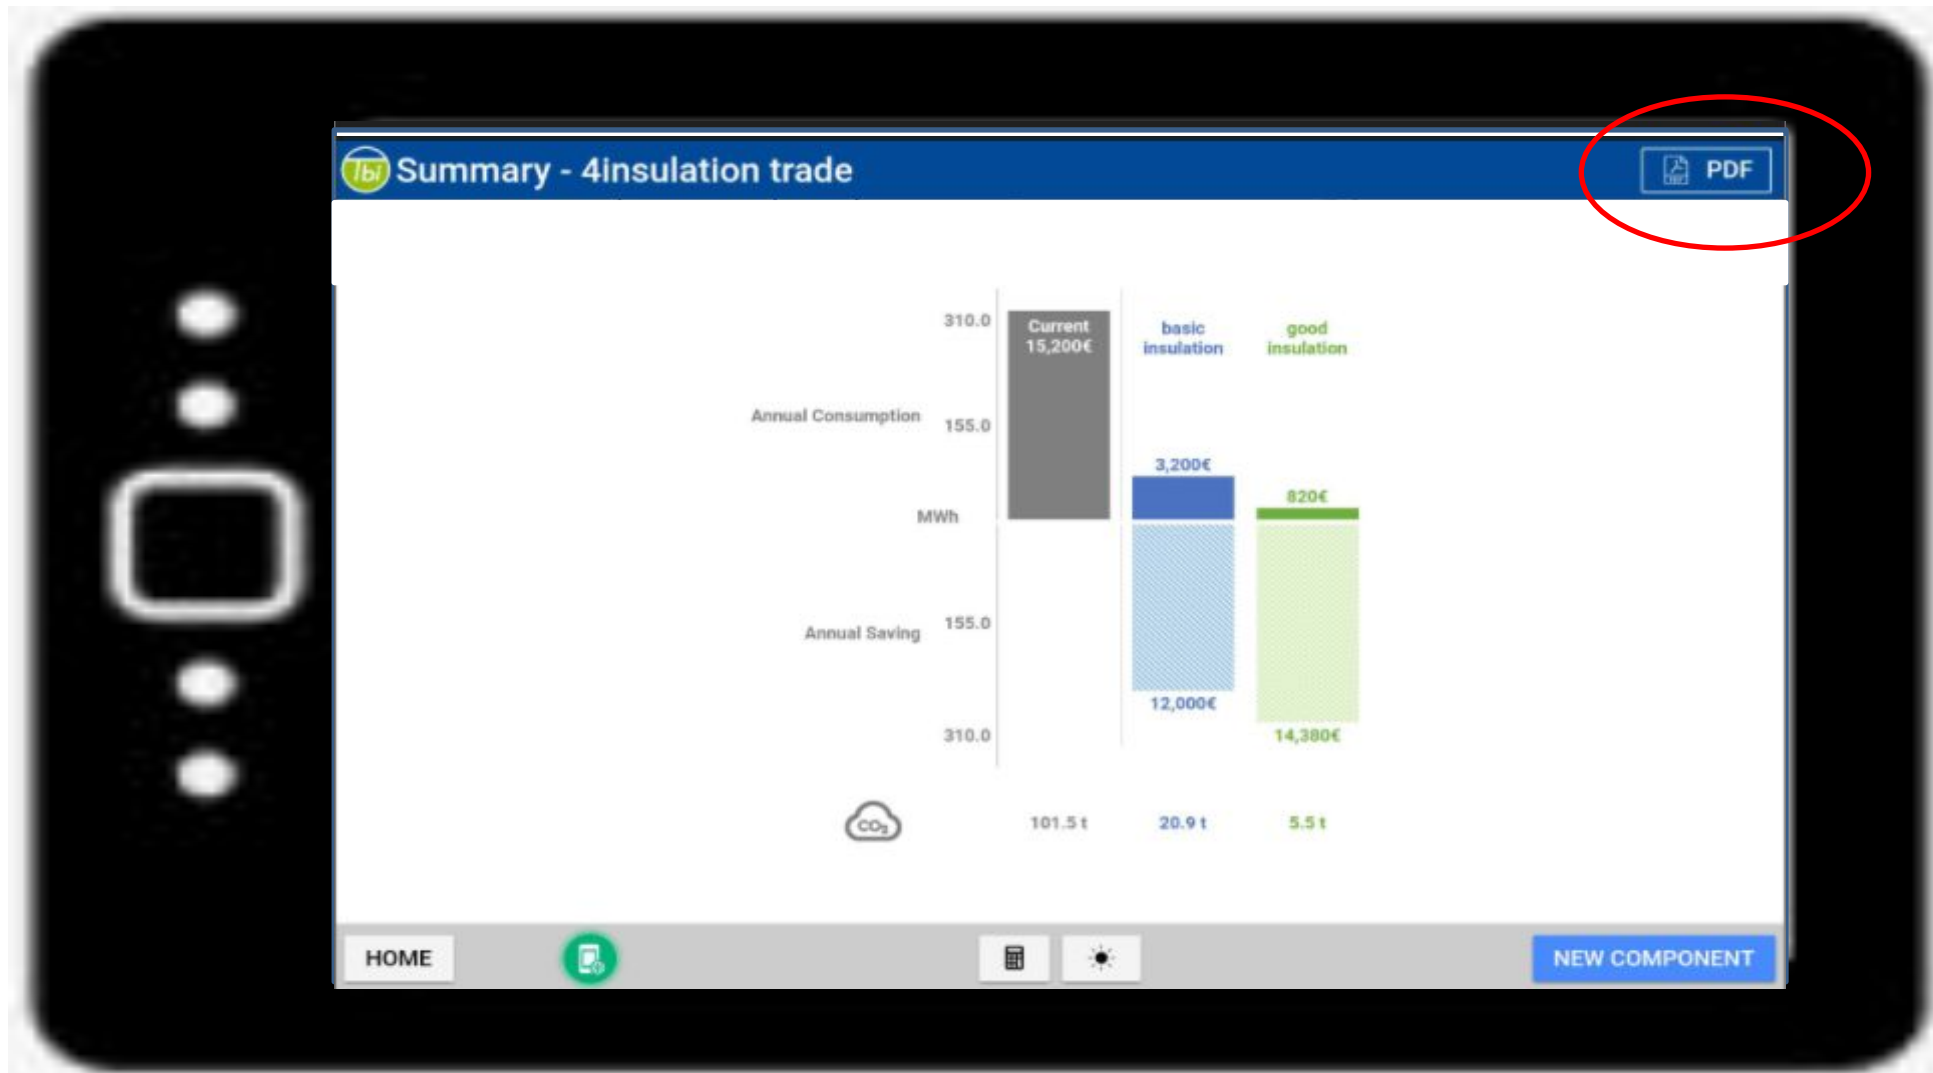 Tbi Summary - 4insulation trade
PDF
310.0
Current
15,200€
basic
insulation
good
insulation
Annual Consumption
155.0
3,200€
820€
MWh
Annual Saving
155.0
12,000€
310.0
14,380€
CO2
101.5 t
20.9 t
5.5 t
HOME
NEW COMPONENT